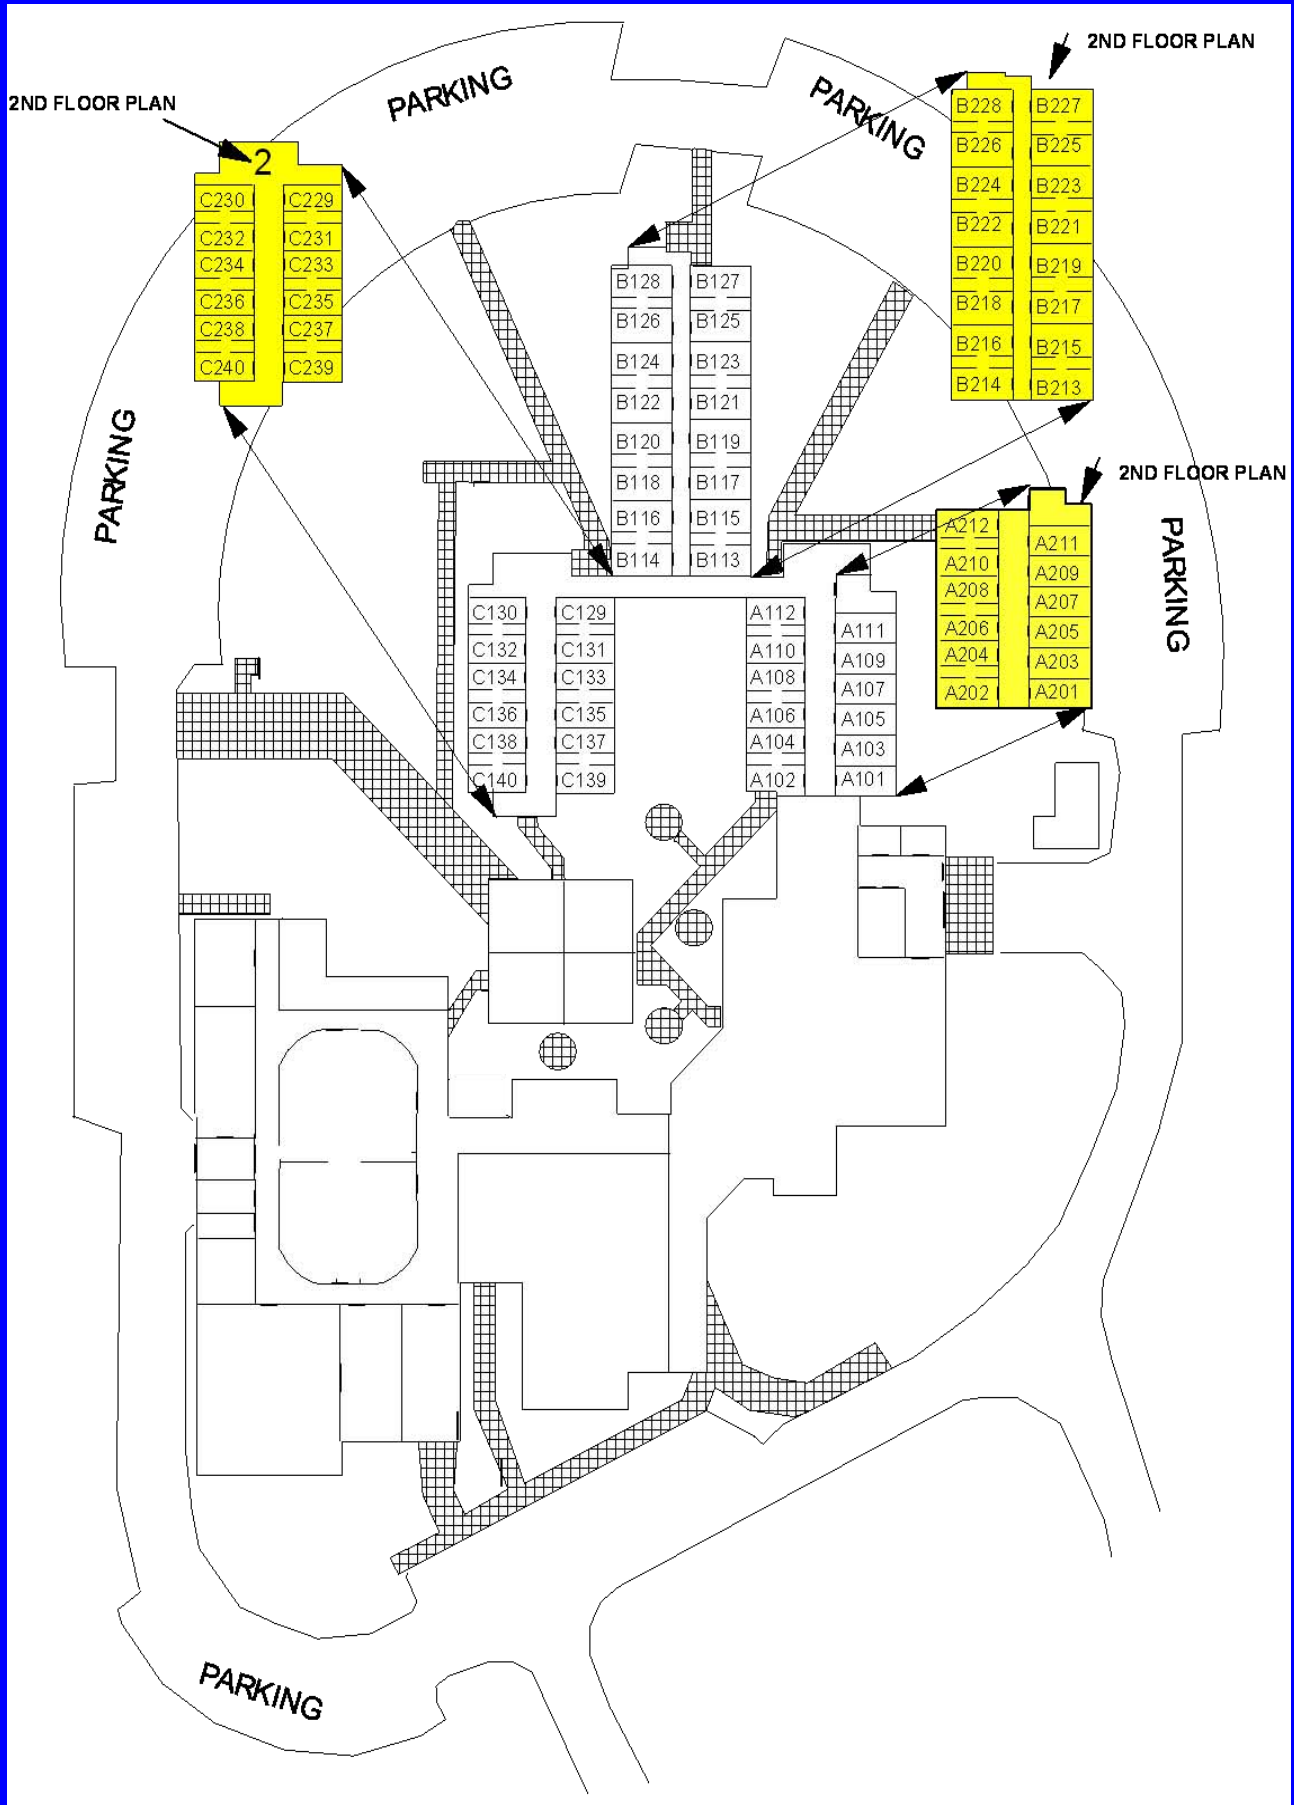 2ND FLOOR PLAN
PARKING
PARKING
2ND FLOOR PLAN
2
B228 B227
B226 B225
B224 B223
B222 B221
B220 B219
B218 B217
B216 B215
B214 B213
C230 C229
C232 C231
C234 C233
C236 C235
C238 C237
C240 C239
B128 B127
B126 B125
B124 B123
B122 B121
B120 B119
B118 B117
B116 B115
B114 B113
PARKING
2ND FLOOR PLAN
PARKING
A212 A211
A210 A209
A208 A207
A206 A205
A204 A203
A202 A201
C130 C129
C132 C131
C134 C133
C136 C135
C138 C137
C140 C139
A112 A111
A110 A109
A108 A107
A106 A105
A104 A103
A102 A101
PARKING